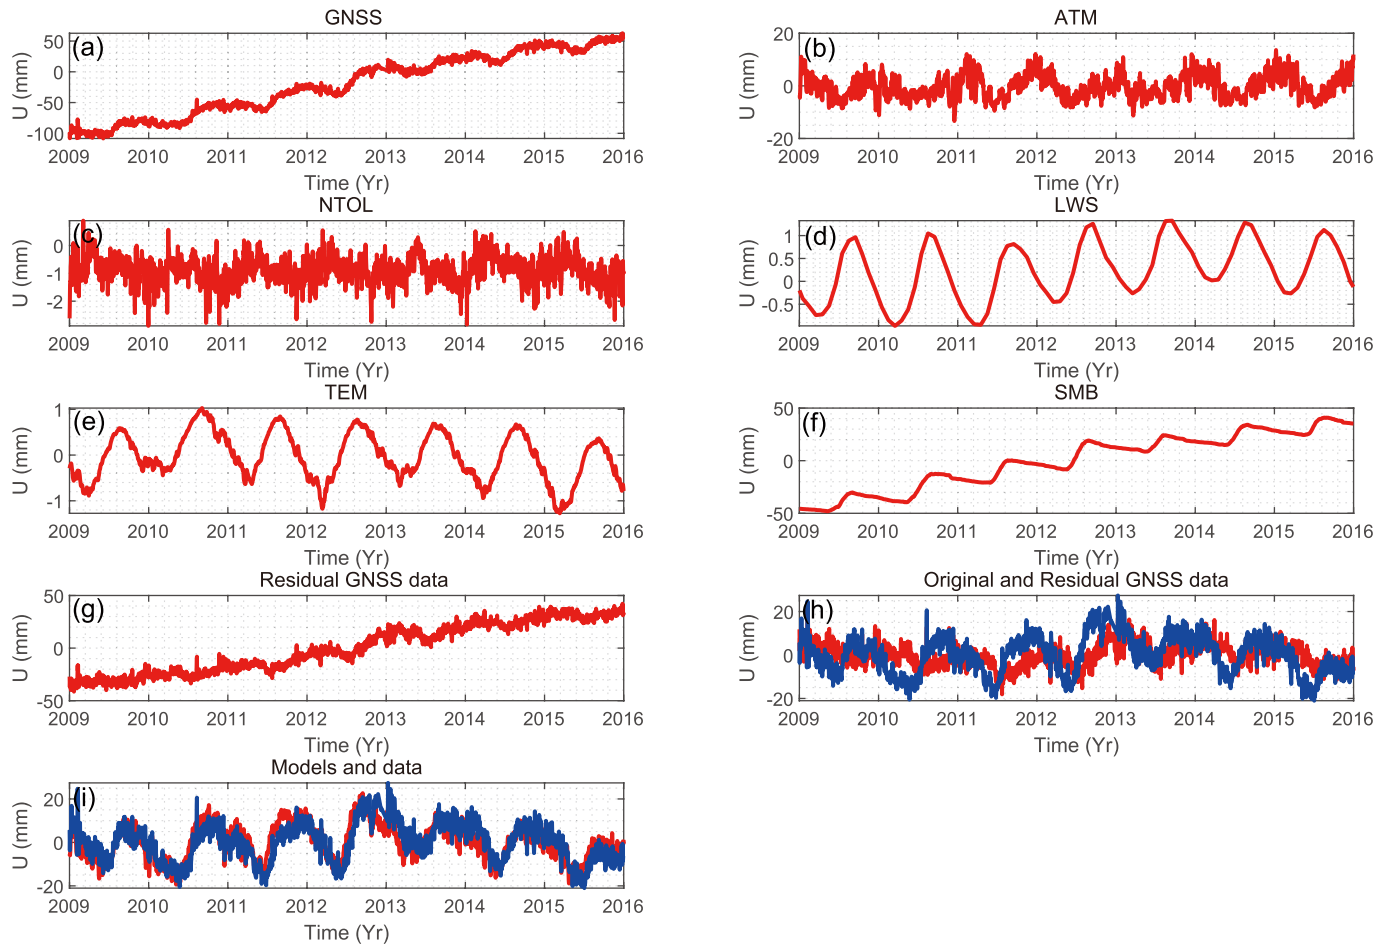 GNSS
(a)
U (mm)
50
0
-50
-100
2009 2010 2011 2012 2013 2014 2015 2016
Time (Yr)
ATM
(b)
U (mm)
20
0
-20
2009 2010 2011 2012 2013 2014 2015 2016
Time (Yr)
NTOL
(c)
U (mm)
0
-1
-2
2009 2010 2011 2012 2013 2014 2015 2016
Time (Yr)
LWS
(d)
U (mm)
1
0.5
0
-0.5
2009 2010 2011 2012 2013 2014 2015 2016
Time (Yr)
TEM
(e)
U (mm)
1
0
-1
2009 2010 2011 2012 2013 2014 2015 2016
Time (Yr)
SMB
(f)
U (mm)
50
0
-50
2009 2010 2011 2012 2013 2014 2015 2016
Time (Yr)
Residual GNSS data
(g)
U (mm)
50
0
-50
2009 2010 2011 2012 2013 2014 2015 2016
Time (Yr)
Original and Residual GNSS data
(h)
U (mm)
20
0
-20
2009 2010 2011 2012 2013 2014 2015 2016
Time (Yr)
Models and data
(i)
U (mm)
20
0
-20
2009 2010 2011 2012 2013 2014 2015 2016
Time (Yr)